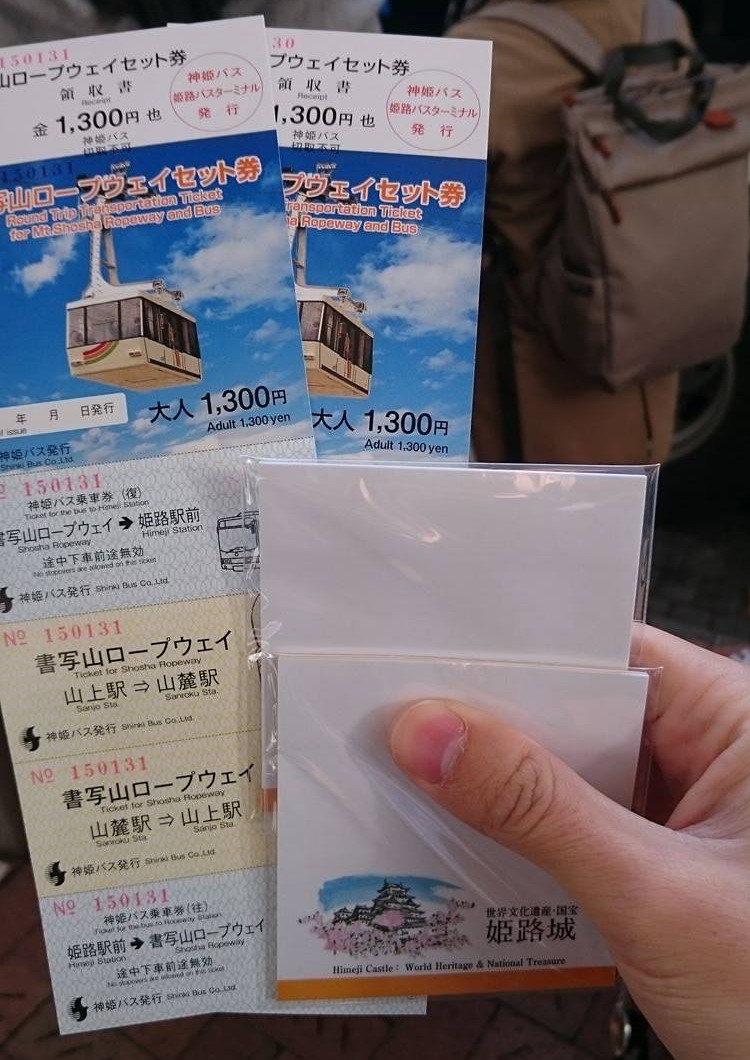 150131
山ロープウェイセット券
領収書
Receipt
金 1,300円 也
神姫バス
切取不可
神姫バス
姫路バスターミナル
発行
150131
写山ロープウェイセット券
Round Trip Transportation Ticket
for Mt.Shosha Ropeway and Bus
大人 1,300円
Adult 1,300 yen
年 月 日発行
of issue
神姫バス発行
Shinki Bus Co.,Ltd.
150131
神姫バス乗車券（復）
Ticket for the bus to Himeji Station
書写山ロープウェイ ➔ 姫路駅前
Shosha Ropeway Himeji Station
途中下車前途無効
No stopovers are allowed on this ticket
神姫バス発行 Shinki Bus Co.,Ltd.
№ 150131
書写山ロープウェイ
Ticket for Shosha Ropeway
山上駅 ⇨ 山麓駅
Sanjo Sta. Sanroku Sta.
神姫バス発行 Shinki Bus Co.,Ltd.
№ 150131
書写山ロープウェイ
Ticket for Shosha Ropeway
山麓駅 ⇨ 山上駅
Sanroku Sta. Sanjo Sta.
神姫バス発行 Shinki Bus Co.,Ltd.
№ 150131
神姫バス乗車券（往）
Ticket for the bus to Ropeway Station
姫路駅前 ➔ 書写山ロープウェイ
Himeji Station Shosha Ropeway
途中下車前途無効
No stopovers are allowed on this ticket
神姫バス発行 Shinki Bus Co.,Ltd.
30
プウェイセット券
領収書
Receipt
1,300円 也
神姫バス
切取不可
神姫バス
姫路バスターミナル
発行
プウェイセット券
ransportation Ticket
ha Ropeway and Bus
大人 1,300円
Adult 1,300 yen
世界文化遺産・国宝
姫路城
Himeji Castle : World Heritage & National Treasure